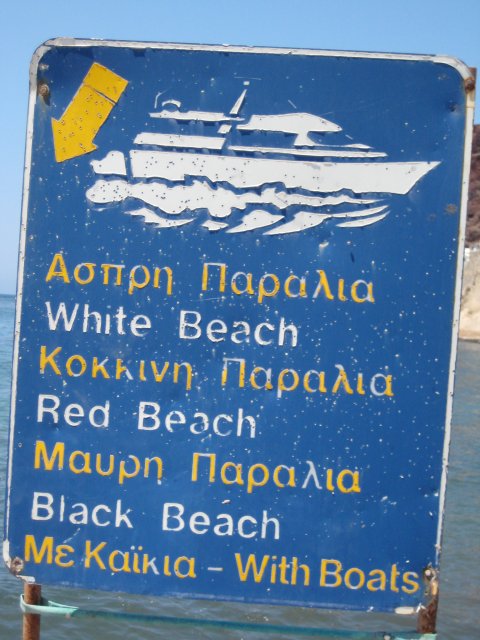 Ασπρη Παραλια
White Beach
Κοκκινη Παραλια
Red Beach
Μαυρη Παραλια
Black Beach
Με Καϊκια – With Boats